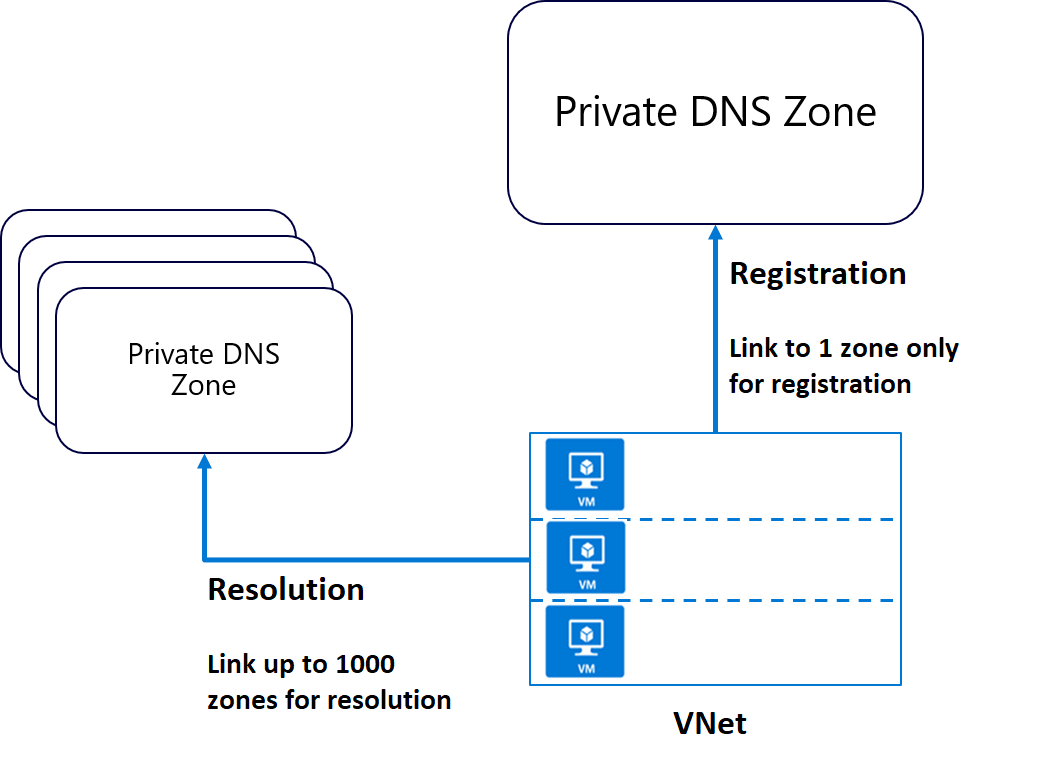 Private DNS Zone
Registration
Link to 1 zone only
for registration
Private DNS
Zone
VM
VM
VM
Resolution
Link up to 1000
zones for resolution
VNet